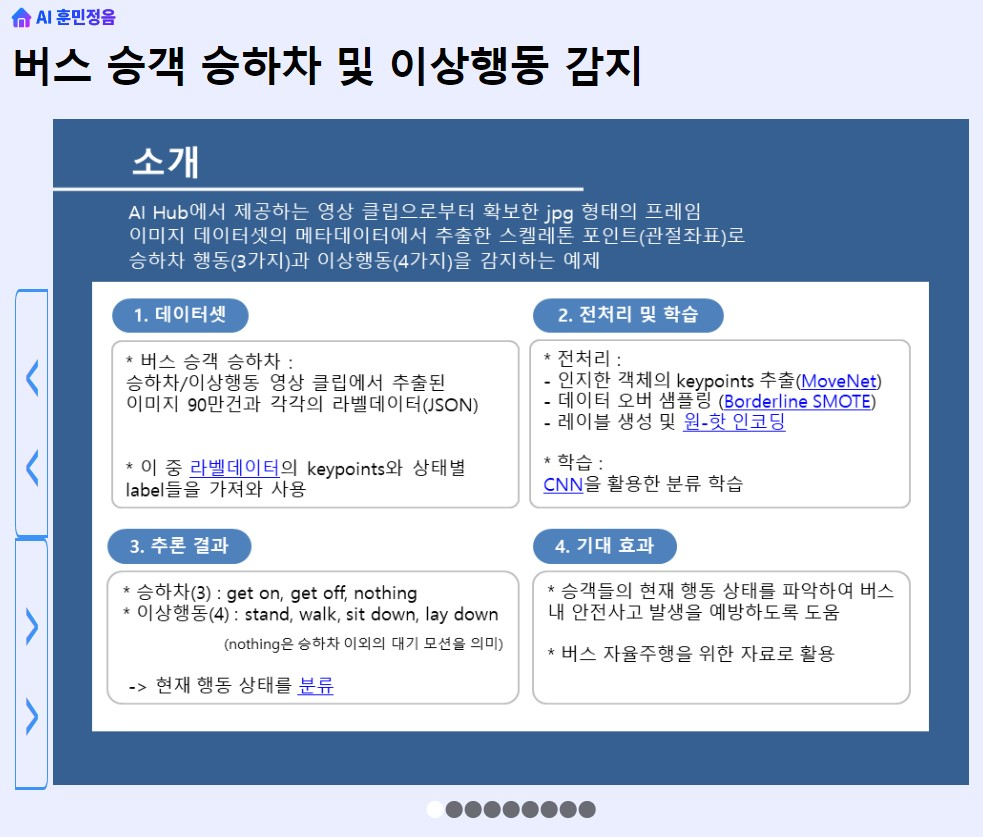 AI 훈민정음
버스 승객 승하차 및 이상행동 감지
소개
AI Hub에서 제공하는 영상 클립으로부터 확보한 jpg 형태의 프레임
이미지 데이터셋의 메타데이터에서 추출한 스켈레톤 포인트(관절좌표)로
승하차 행동(3가지)과 이상행동(4가지)을 감지하는 예제
1. 데이터셋
* 버스 승객 승하차 :
승하차/이상행동 영상 클립에서 추출된
이미지 90만건과 각각의 라벨데이터(JSON)
* 이 중 라벨데이터의 keypoints와 상태별
label들을 가져와 사용
2. 전처리 및 학습
* 전처리 :
- 인지한 객체의 keypoints 추출(MoveNet)
- 데이터 오버 샘플링 (Borderline SMOTE)
- 레이블 생성 및 원-핫 인코딩
* 학습 :
CNN을 활용한 분류 학습
3. 추론 결과
* 승하차(3) : get on, get off, nothing
* 이상행동(4) : stand, walk, sit down, lay down
(nothing은 승하차 이외의 대기 모션을 의미)
-> 현재 행동 상태를 분류
4. 기대 효과
* 승객들의 현재 행동 상태를 파악하여 버스
내 안전사고 발생을 예방하도록 도움
* 버스 자율주행을 위한 자료로 활용